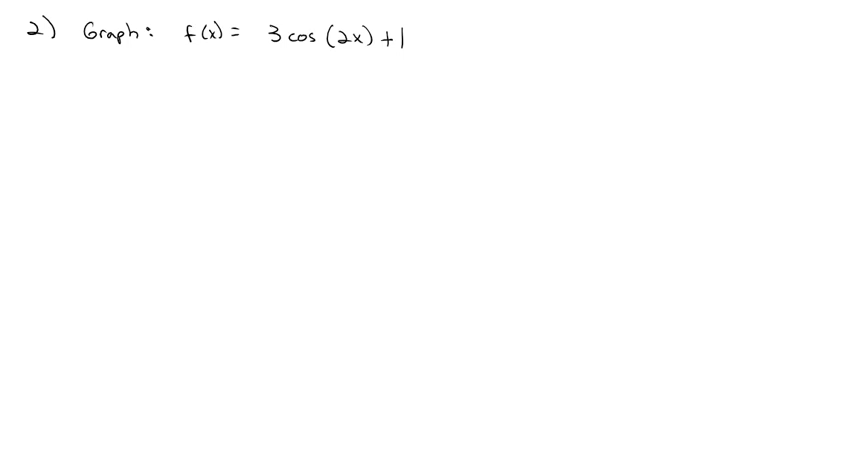 2) Graph: f(x) = 3 cos (2x) + 1